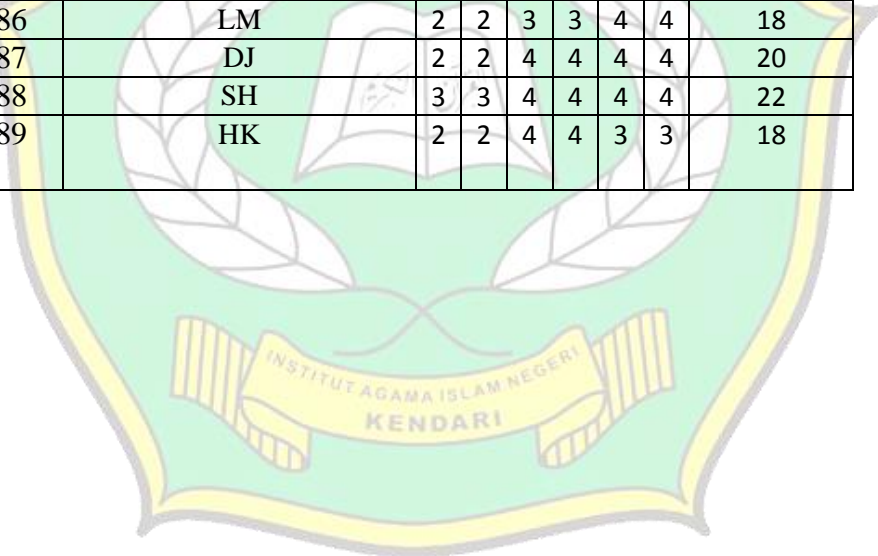 86 LM 2 2 3 3 4 4 18
87 DJ 2 2 4 4 4 4 20
88 SH 3 3 4 4 4 4 22
89 HK 2 2 4 4 3 3 18
INSTITUT AGAMA ISLAM NEGERI
KENDARI